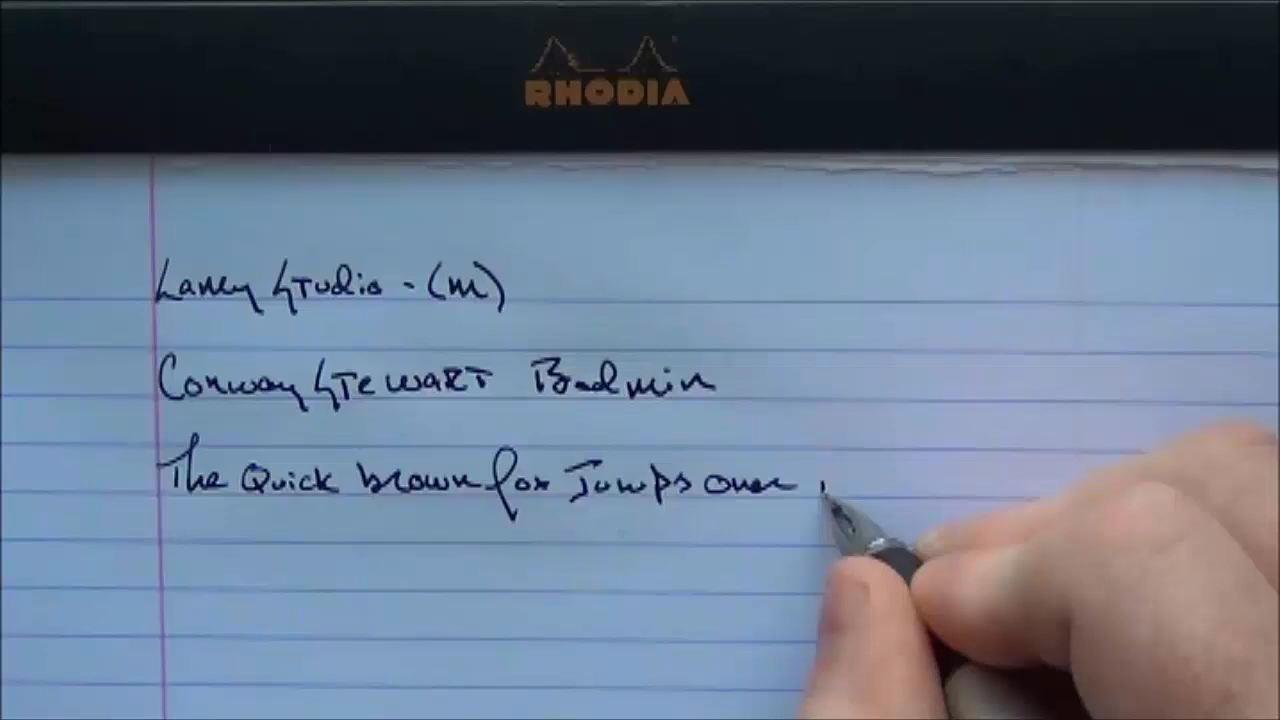 RHODIA
Lamy Studio - (M)
Conway STewaRT Bodmin
The Quick brown fox Jumps over